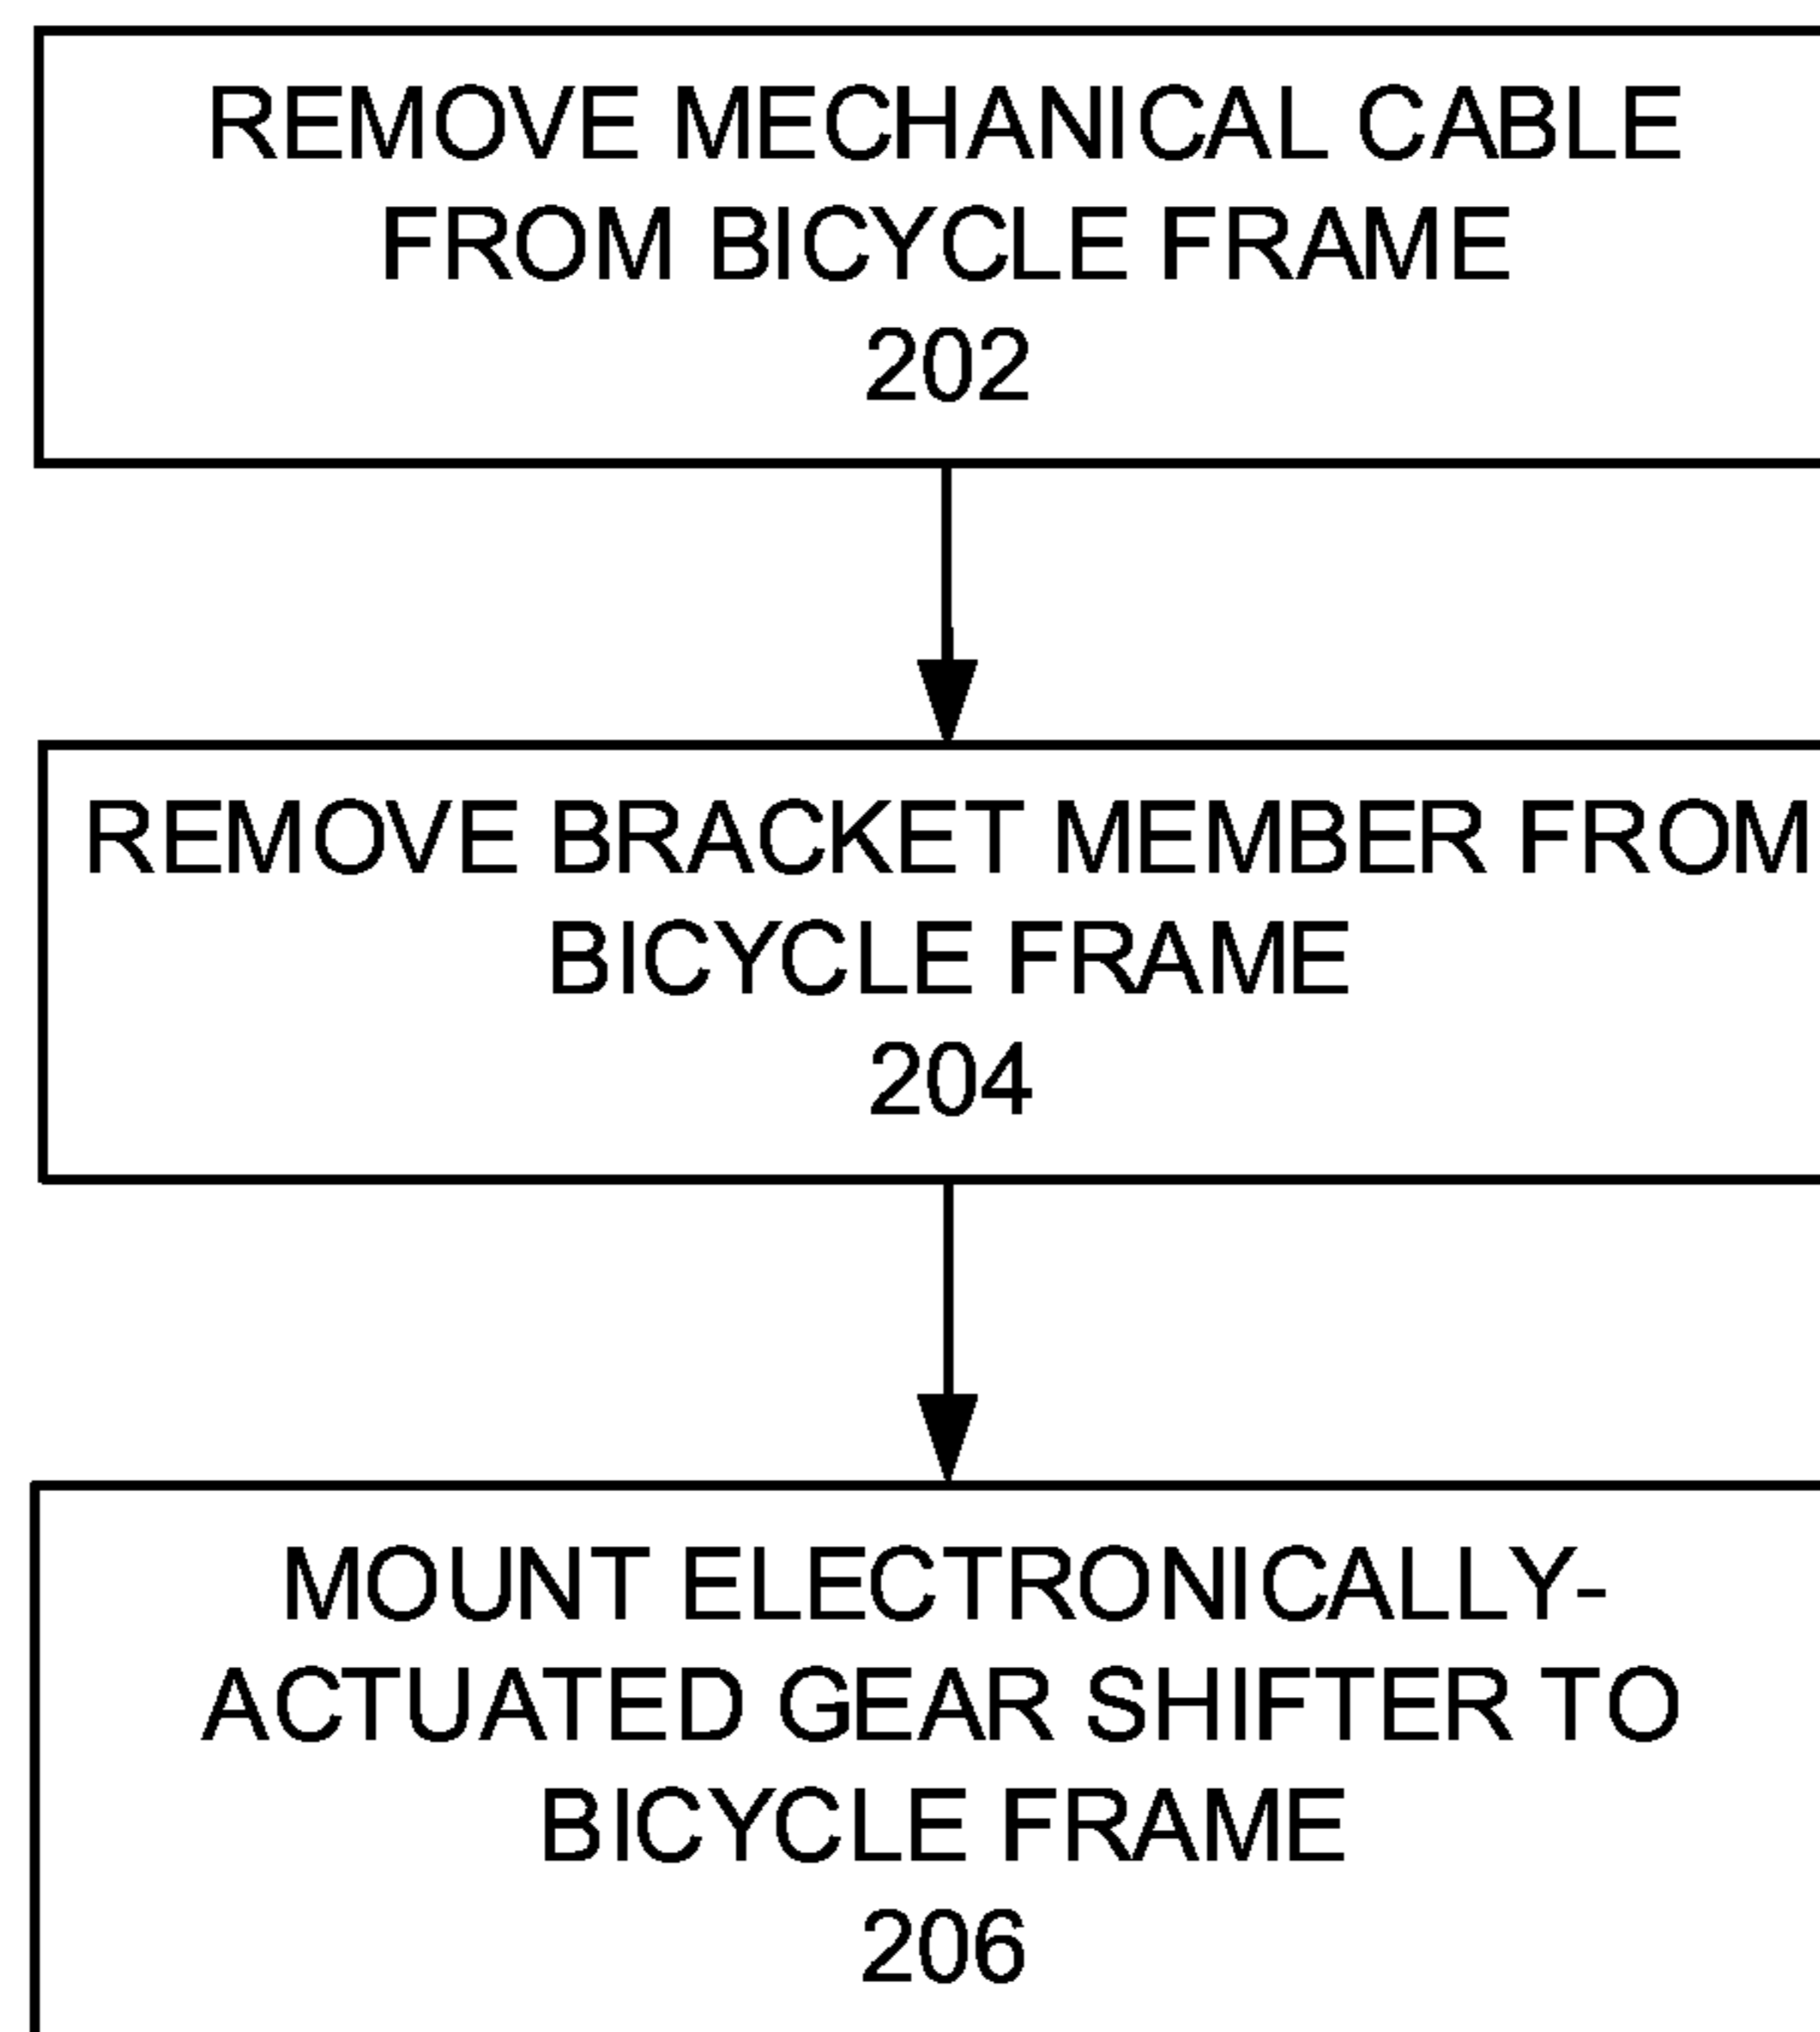 REMOVE MECHANICAL CABLE
FROM BICYCLE FRAME
202
REMOVE BRACKET MEMBER FROM
BICYCLE FRAME
204
MOUNT ELECTRONICALLY-
ACTUATED GEAR SHIFTER TO
BICYCLE FRAME
206